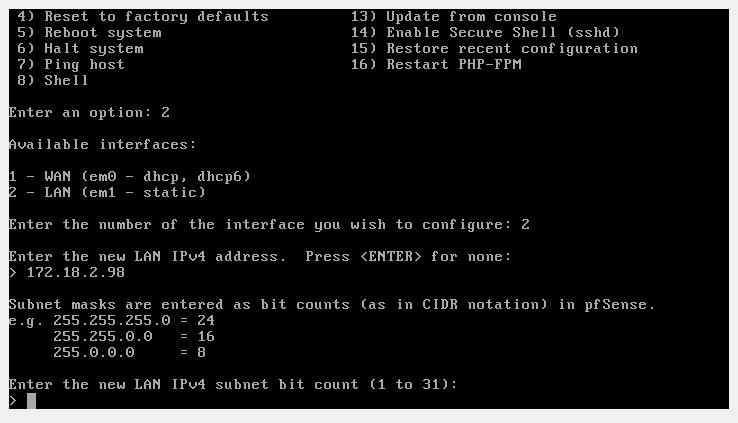 4) Reset to factory defaults          13) Update from console
5) Reboot system                      14) Enable Secure Shell (sshd)
6) Halt system                        15) Restore recent configuration
7) Ping host                          16) Restart PHP-FPM
8) Shell
Enter an option: 2
Available interfaces:
1 - WAN (em0 - dhcp, dhcp6)
2 - LAN (em1 - static)
Enter the number of the interface you wish to configure: 2
Enter the new LAN IPv4 address.  Press <ENTER> for none:
> 172.18.2.98
Subnet masks are entered as bit counts (as in CIDR notation) in pfSense.
e.g. 255.255.255.0 = 24
     255.255.0.0   = 16
     255.0.0.0     = 8
Enter the new LAN IPv4 subnet bit count (1 to 31):
>